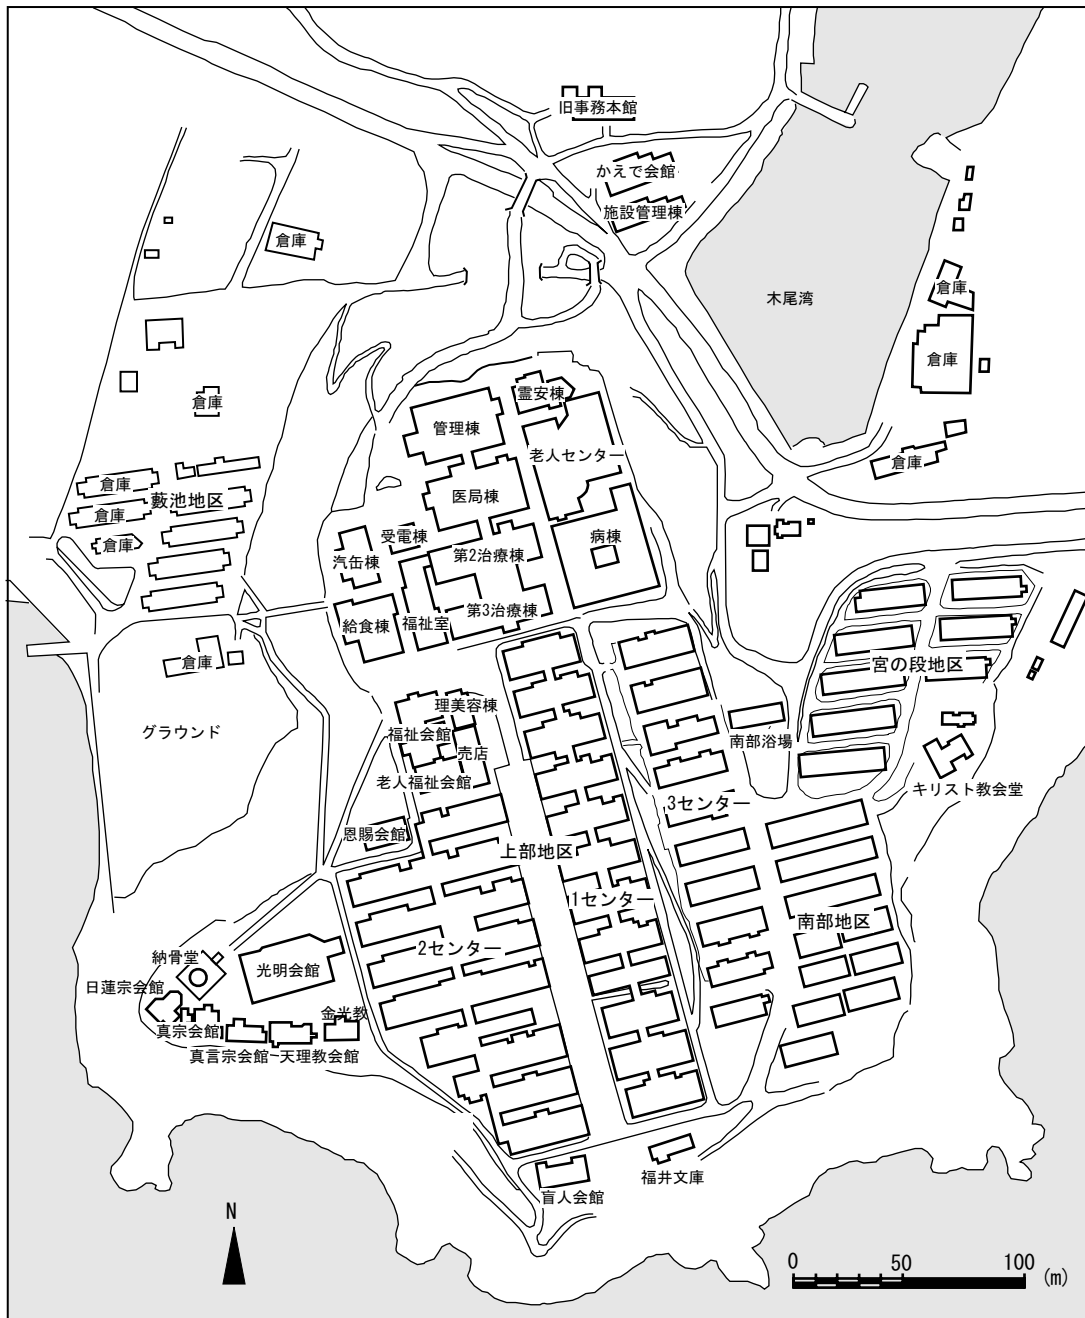 旧事務本館
かえで会館
施設管理棟
倉庫
木尾湾
倉庫
倉庫
倉庫
倉庫
霊安棟
管理棟
老人センター
倉庫
藪池地区
倉庫
倉庫
医局棟
受電棟
病棟
汽缶棟
第2治療棟
給食棟
福祉室
第3治療棟
倉庫
宮の段地区
グラウンド
理美容棟
福祉会館
売店
老人福祉会館
南部浴場
キリスト教会堂
3センター
恩賜会館
上部地区
1センター
南部地区
2センター
納骨堂
光明会館
日蓮宗会館
真宗会館
金光教
真言宗会館
天理教会館
福井文庫
盲人会館
N
0 50 100 (m)